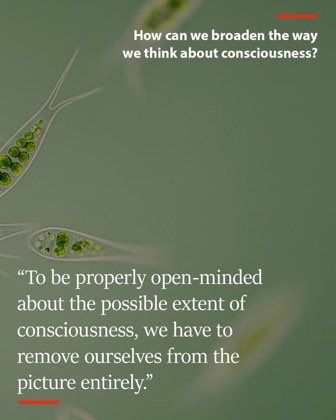 How can we broaden the way
we think about consciousness?
“To be properly open-minded
about the possible extent of
consciousness, we have to
remove ourselves from the
picture entirely.”